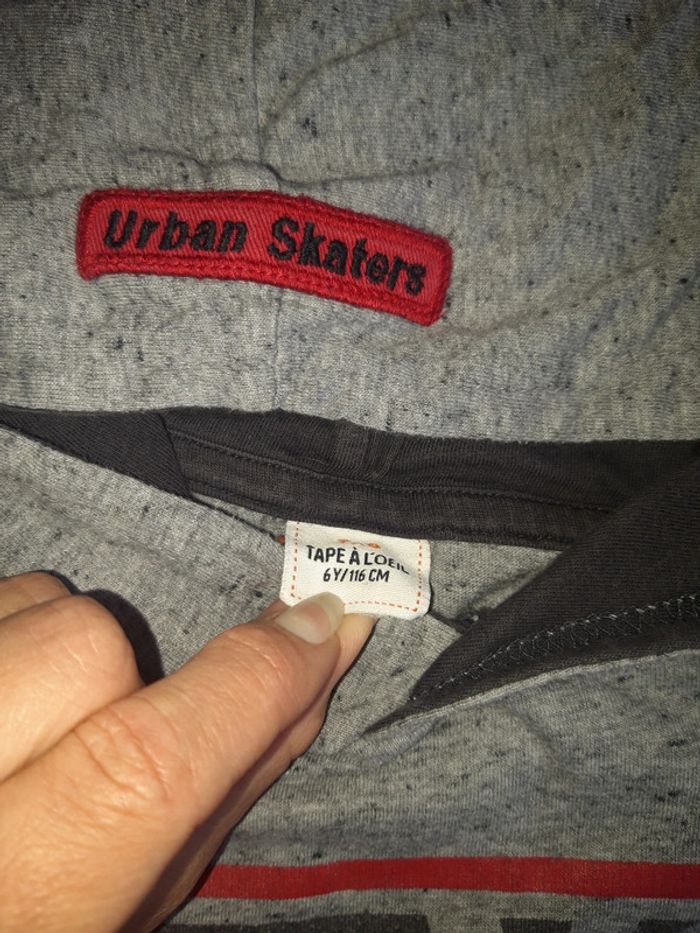 Urban Skaters
TAPE À L'OEIL
6Y/116 CM